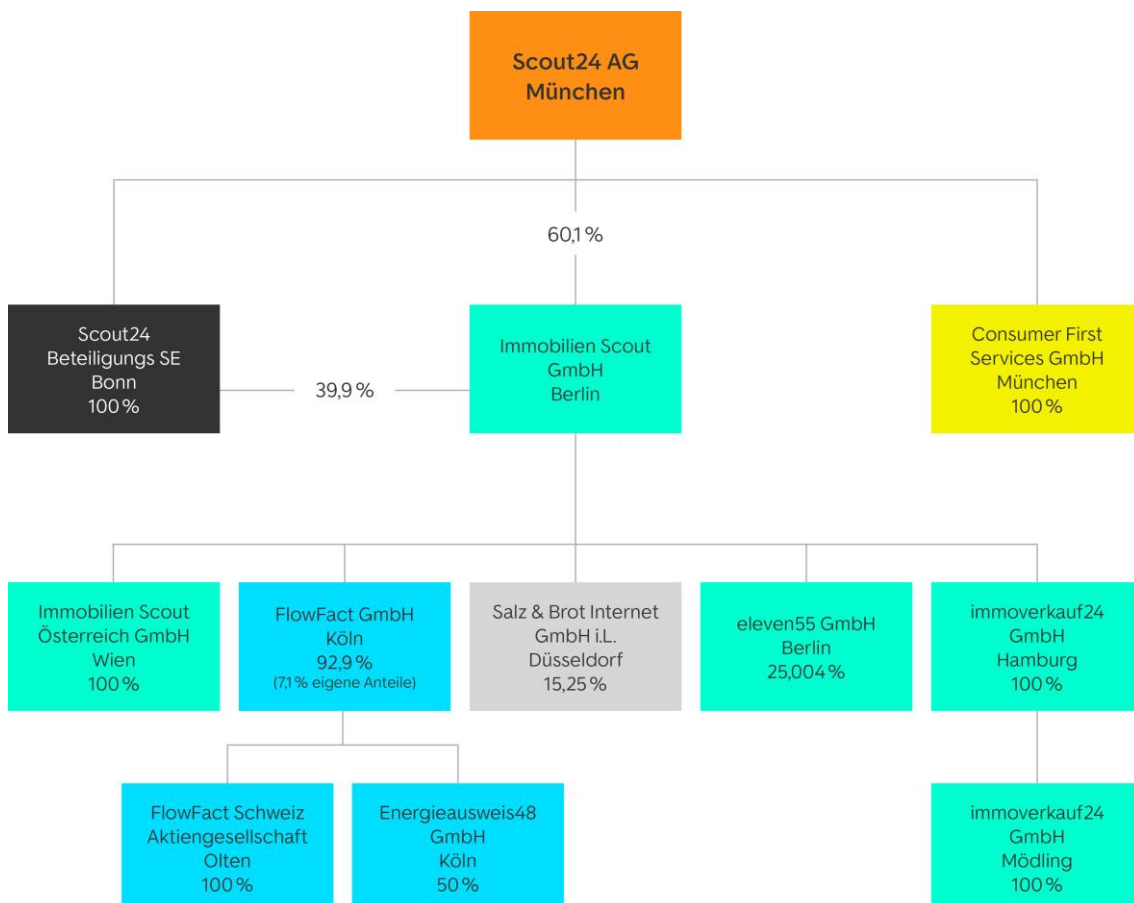 Scout24 AG
München
60,1 %
Scout24
Beteiligungs SE
Bonn
100 %
39,9 %
Immobilien Scout
GmbH
Berlin
Consumer First
Services GmbH
München
100 %
Immobilien Scout
Österreich GmbH
Wien
100 %
FlowFact GmbH
Köln
92,9 %
(7,1 % eigene Anteile)
Salz & Brot Internet
GmbH i.L.
Düsseldorf
15,25 %
eleven55 GmbH
Berlin
25,004 %
immoverkauf24
GmbH
Hamburg
100 %
FlowFact Schweiz
Aktiengesellschaft
Olten
100 %
Energieausweis48
GmbH
Köln
50 %
immoverkauf24
GmbH
Mödling
100 %